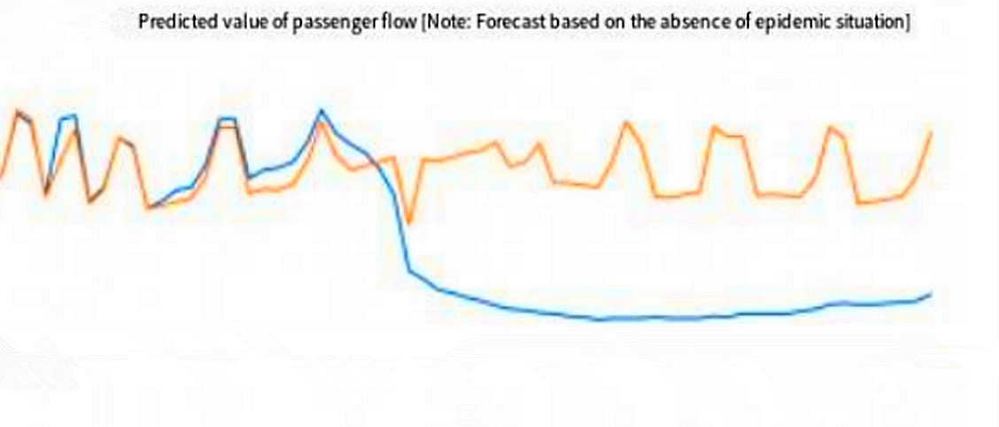 Predicted value of passenger flow [Note: Forecast based on the absence of epidemic situation]